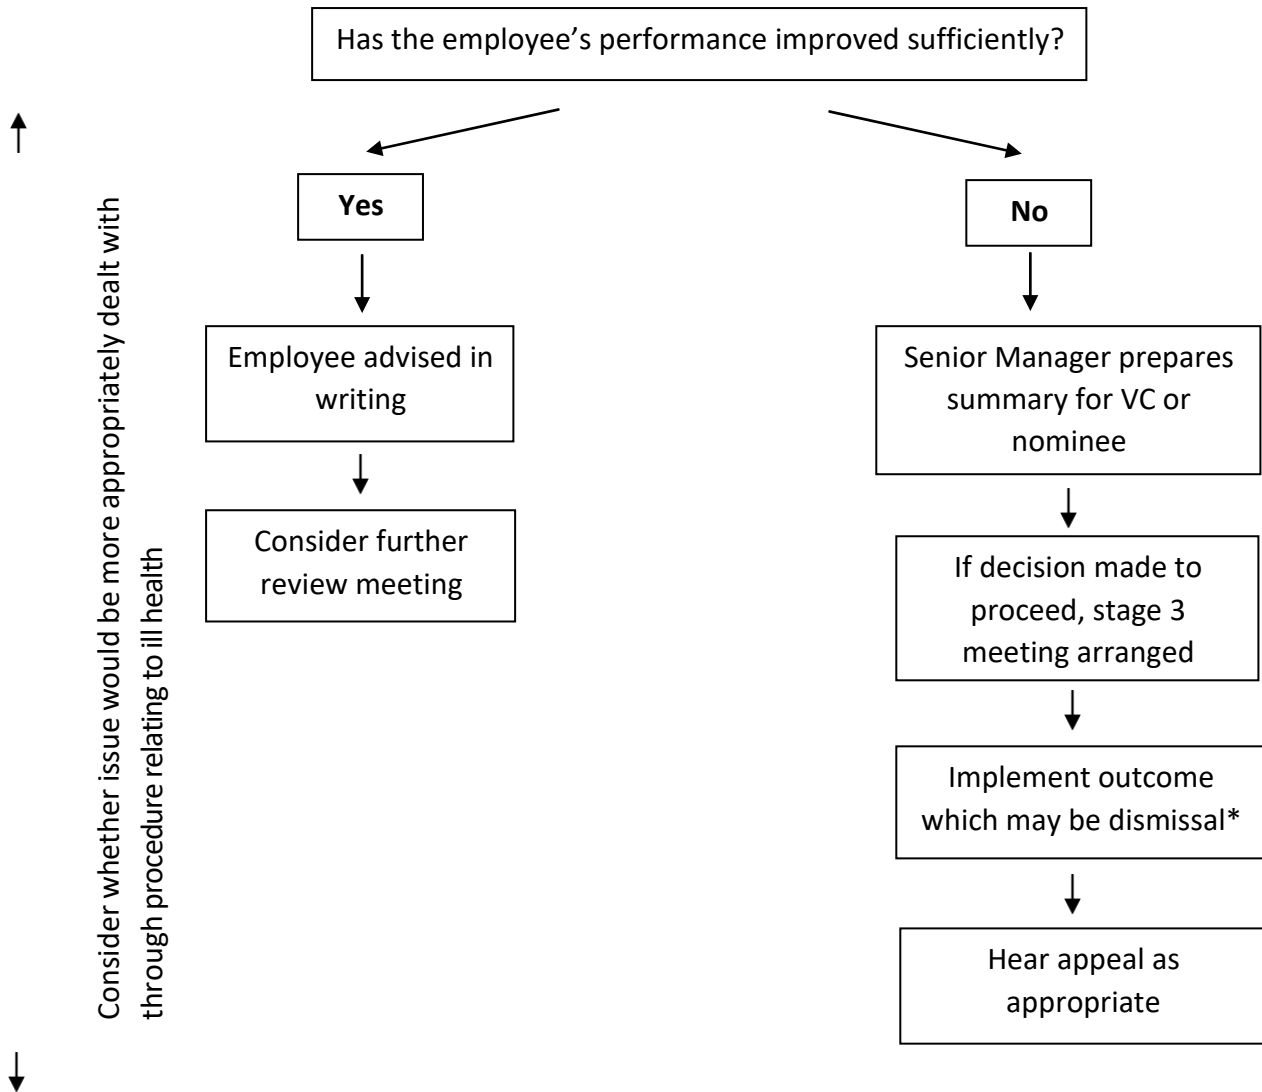 Has the employee’s performance improved sufficiently?
Yes
No
Employee advised in
writing
Senior Manager prepares
summary for VC or
nominee
Consider further
review meeting
If decision made to
proceed, stage 3
meeting arranged
Implement outcome
which may be dismissal*
Hear appeal as
appropriate
Consider whether issue would be more appropriately dealt with
through procedure relating to ill health